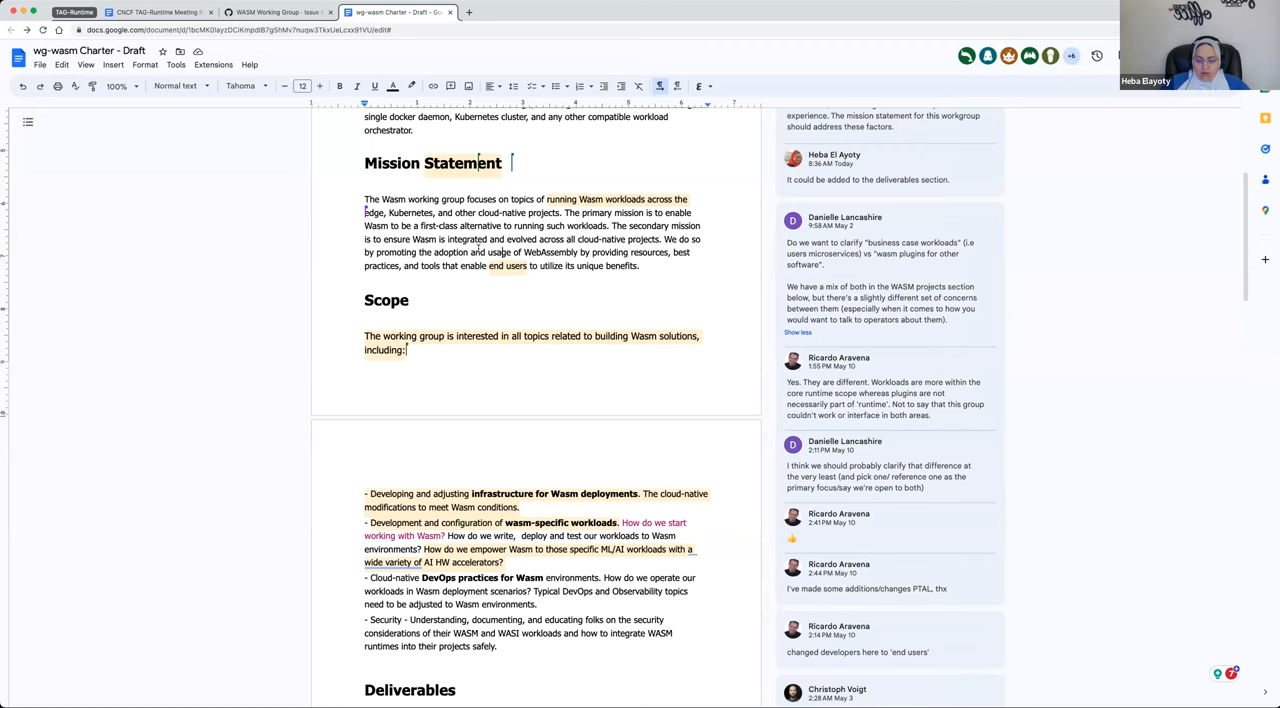 TAG-Runtime
CNCF TAG-Runtime Meeting N
WASM Working Group · Issue
wg-wasm Charter - Draft - Goo
docs.google.com/document/d/1bcMK0layzDCiKmpdIB7gShMv7nuqw3TkxUeLcxx91VU/edit#
wg-wasm Charter - Draft
File Edit View Insert Format Tools Extensions Help
+6
Heba Elayoty
100% Normal text Tahoma 12
single docker daemon, Kubernetes cluster, and any other compatible workload
orchestrator.
Mission Statement
The Wasm working group focuses on topics of running Wasm workloads across the
edge, Kubernetes, and other cloud-native projects. The primary mission is to enable
Wasm to be a first-class alternative to running such workloads. The secondary mission
is to ensure Wasm is integrated and evolved across all cloud-native projects. We do so
by promoting the adoption and usage of WebAssembly by providing resources, best
practices, and tools that enable end users to utilize its unique benefits.
Scope
The working group is interested in all topics related to building Wasm solutions,
including:
- Developing and adjusting infrastructure for Wasm deployments. The cloud-native
modifications to meet Wasm conditions.
- Development and configuration of wasm-specific workloads. How do we start
working with Wasm? How do we write, deploy and test our workloads to Wasm
environments? How do we empower Wasm to those specific ML/AI workloads with a
wide variety of AI HW accelerators?
- Cloud-native DevOps practices for Wasm environments. How do we operate our
workloads in Wasm deployment scenarios? Typical DevOps and Observability topics
need to be adjusted to Wasm environments.
- Security - Understanding, documenting, and educating folks on the security
considerations of their WASM and WASI workloads and how to integrate WASM
runtimes into their projects safely.
Deliverables
experience. The mission statement for this workgroup
should address these factors.
Heba El Ayoty
8:36 AM Today
It could be added to the deliverables section.
Danielle Lancashire
9:58 AM May 2
Do we want to clarify "business case workloads" (i.e
users microservices) vs "wasm plugins for other
software".
We have a mix of both in the WASM projects section
below, but there's a slightly different set of concerns
between them (especially when it comes to how you
would want to talk to operators about them).
Show less
Ricardo Aravena
1:55 PM May 10
Yes. They are different. Workloads are more within the
core runtime scope whereas plugins are not
necessarily part of 'runtime'. Not to say that this group
couldn't work or interface in both areas.
Danielle Lancashire
2:11 PM May 10
I think we should probably clarify that difference at
the very least (and pick one/ reference one as the
primary focus/say we're open to both)
Ricardo Aravena
2:41 PM May 10
👍
Ricardo Aravena
2:44 PM May 10
I've made some additions/changes PTAL, thx
Ricardo Aravena
2:14 PM May 10
changed developers here to 'end users'
Christoph Voigt
2:28 AM May 3